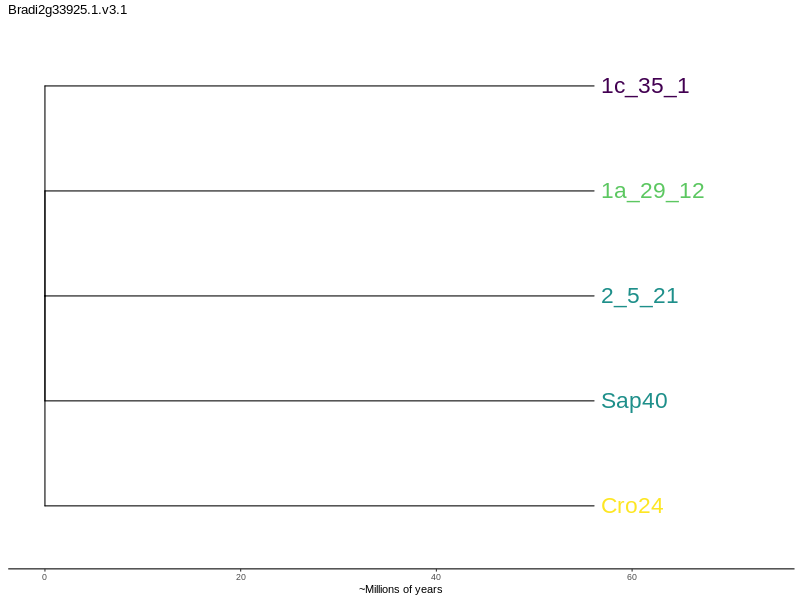 Bradi2g33925.1.v3.1
1c_35_1
1a_29_12
2_5_21
Sap40
Cro24
0 20 40 60
~Millions of years